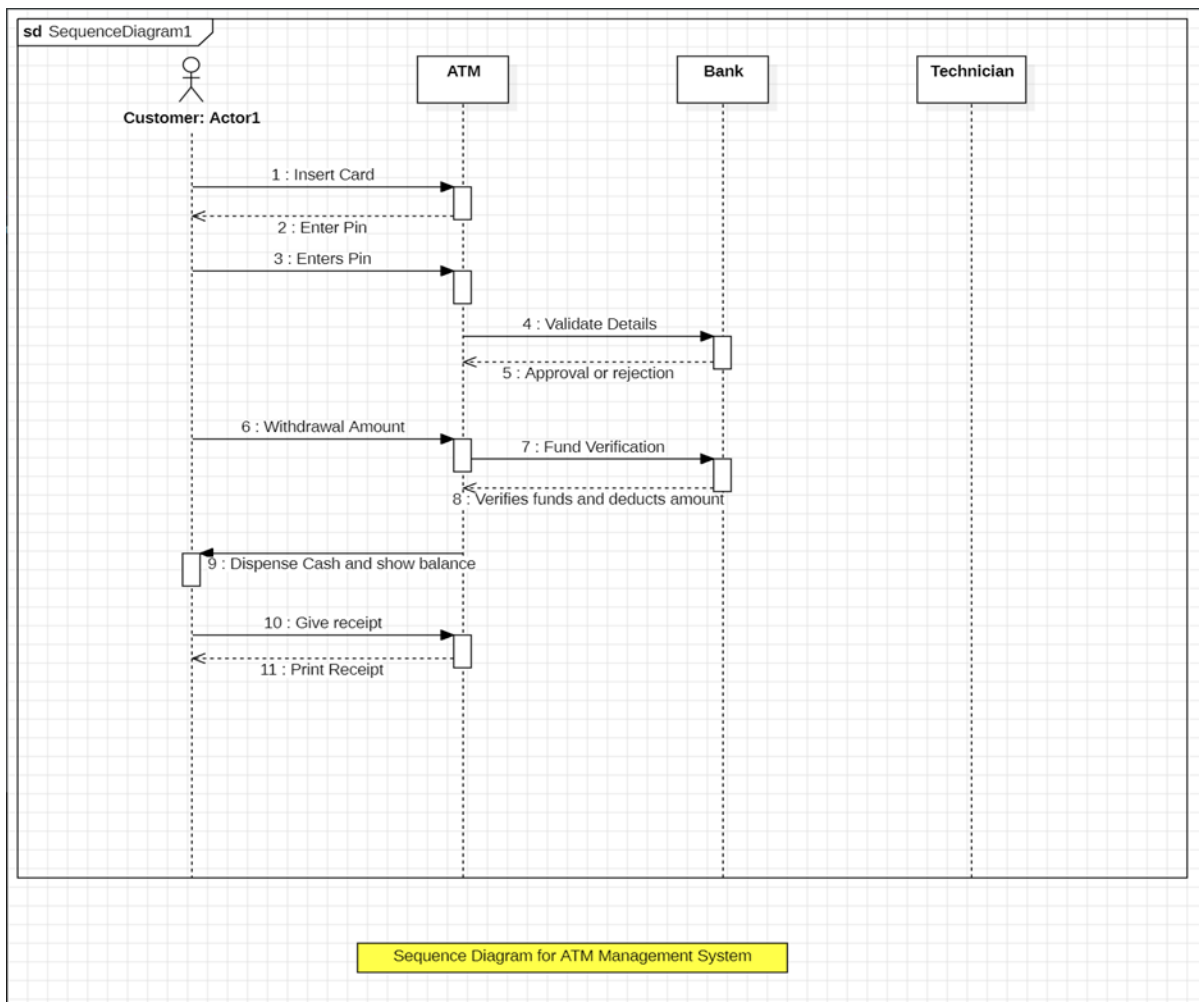 sd SequenceDiagram1
ATM
Bank
Technician
Customer: Actor1
1 : Insert Card
2 : Enter Pin
3 : Enters Pin
4 : Validate Details
5 : Approval or rejection
6 : Withdrawal Amount
7 : Fund Verification
8 : Verifies funds and deducts amount
9 : Dispense Cash and show balance
10 : Give receipt
11 : Print Receipt
Sequence Diagram for ATM Management System